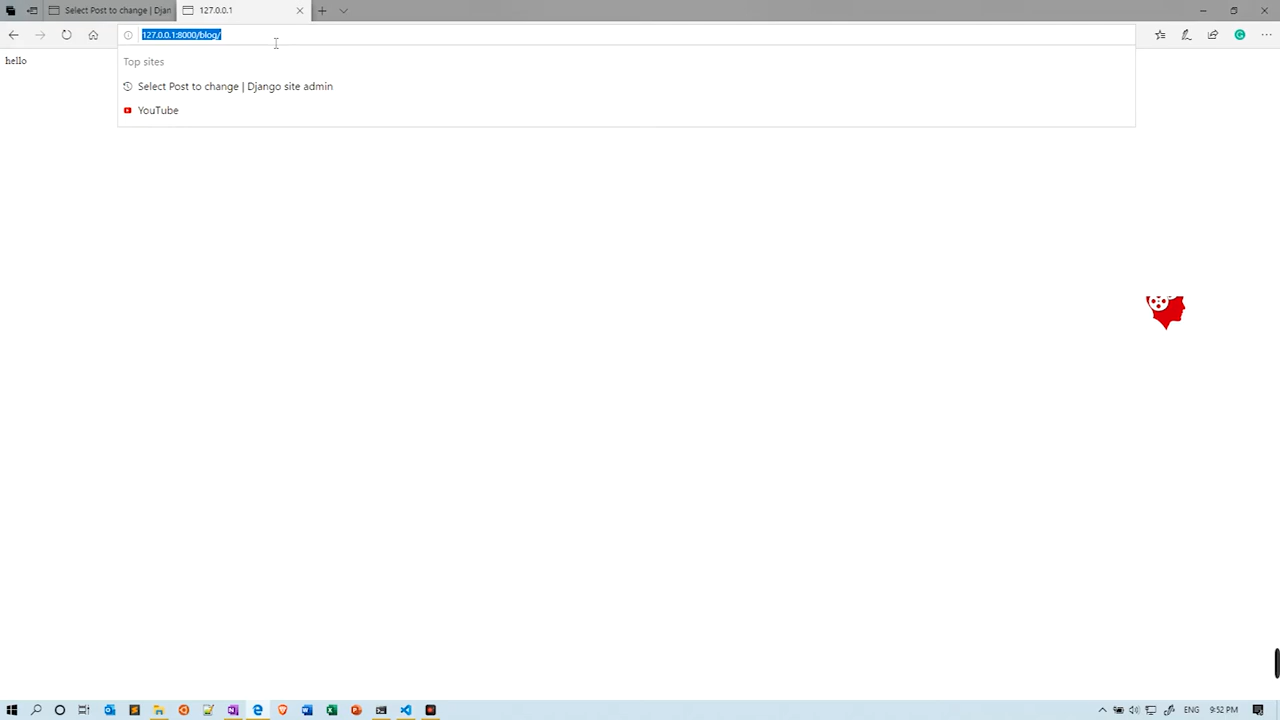 Select Post to change | Djan
127.0.0.1
127.0.0.1:8000/blog/
hello
Top sites
Select Post to change | Django site admin
YouTube
ENG
9:52 PM